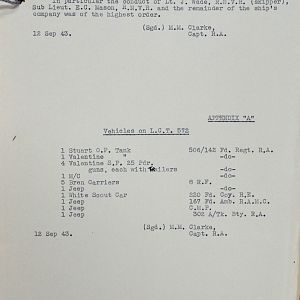 In particular the conduct of Lt. J. Wade, R.N.V.R. (Skipper),
Sub Lieut. E.G. Mason, R.N.V.R. and the remainder of the ship's
company was of the highest order.
(Sgd.) M.M. Clarke,
12 Sep 43. Capt. R.A.
APPENDIX "A"
Vehicles on L.C.T. 572
1 Stuart O.P. Tank 506/142 Fd. Regt. R.A.
1 Valentine " -do-
4 Valentine S.P. 25 Pdr.
guns, each with trailers -do-
1 M/C -do-
5 Bren Carriers 8 R.F.
1 Jeep -do-
1 White Scout Car 220 Fd. Coy. R.E.
1 Jeep 167 Fd. Amb. R.A.M.C.
1 Jeep C.M.P.
1 Jeep 302 A/Tk. Bty. R.A.
(Sgd.) M.M. Clarke,
12 Sep 43. Capt. R.A.